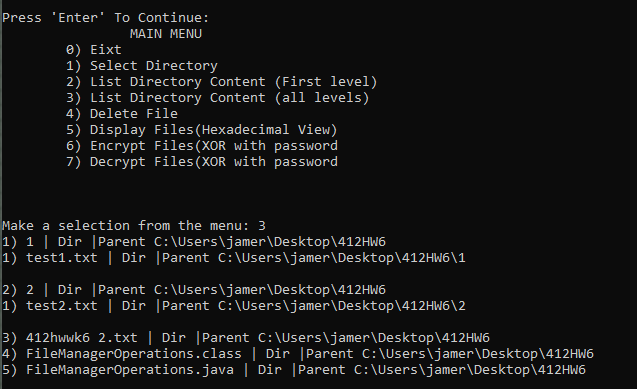 Press 'Enter' To Continue:
MAIN MENU
0) Eixt
1) Select Directory
2) List Directory Content (First level)
3) List Directory Content (all levels)
4) Delete File
5) Display Files(Hexadecimal View)
6) Encrypt Files(XOR with password
7) Decrypt Files(XOR with password
Make a selection from the menu: 3
1) 1 | Dir |Parent C:\Users\jamer\Desktop\412HW6
1) test1.txt | Dir |Parent C:\Users\jamer\Desktop\412HW6\1
2) 2 | Dir |Parent C:\Users\jamer\Desktop\412HW6
1) test2.txt | Dir |Parent C:\Users\jamer\Desktop\412HW6\2
3) 412hwwk6 2.txt | Dir |Parent C:\Users\jamer\Desktop\412HW6
4) FileManagerOperations.class | Dir |Parent C:\Users\jamer\Desktop\412HW6
5) FileManagerOperations.java | Dir |Parent C:\Users\jamer\Desktop\412HW6